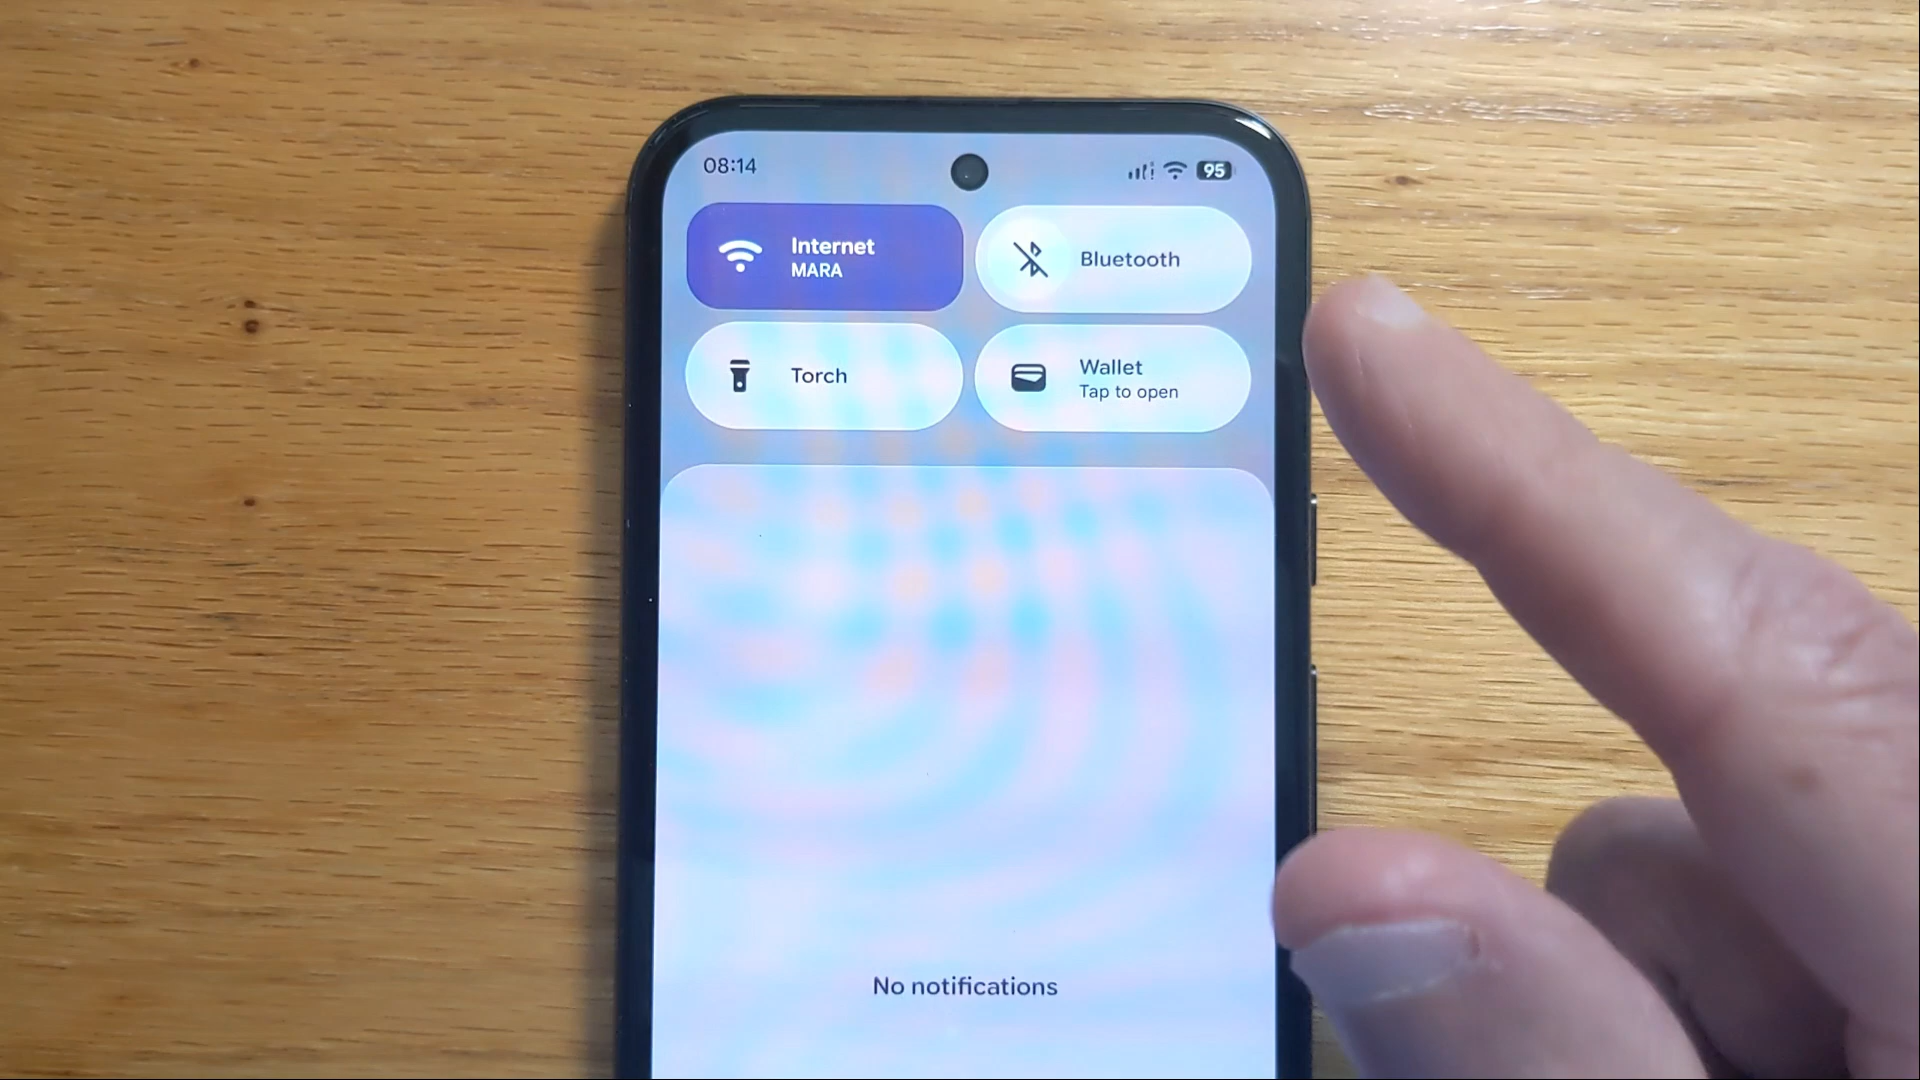 08:14
95
Internet
MARA
Bluetooth
Torch
Wallet
Tap to open
No notifications